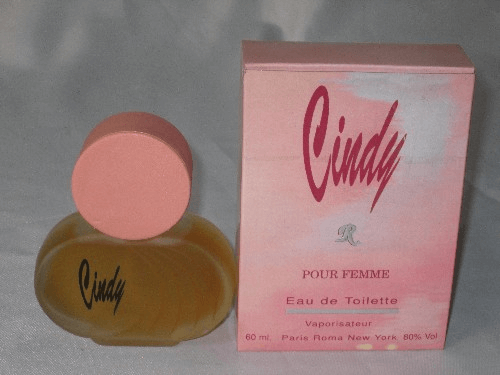 Cindy
Cindy
R
POUR FEMME
Eau de Toilette
Vaporisateur
60 ml. Paris Roma New York 80% Vol